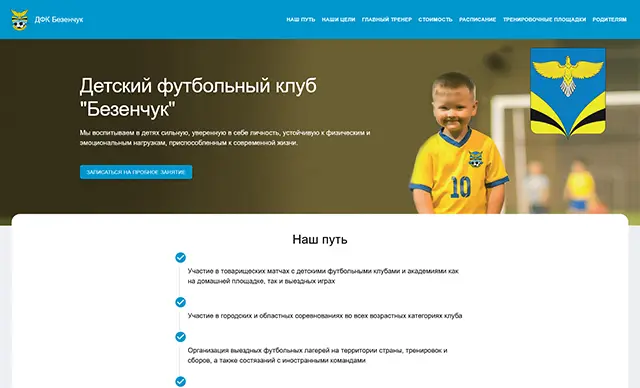 ДФК Безенчук
НАШ ПУТЬ НАШИ ЦЕЛИ ГЛАВНЫЙ ТРЕНЕР СТОИМОСТЬ РАСПИСАНИЕ ТРЕНИРОВОЧНЫЕ ПЛОЩАДКИ РОДИТЕЛЯМ
Детский футбольный клуб
"Безенчук"
Мы воспитываем в детях сильную, уверенную в себе личность, устойчивую к физическим и
эмоциональным нагрузкам, приспособленным к современной жизни.
ЗАПИСАТЬСЯ НА ПРОБНОЕ ЗАНЯТИЕ
10
Наш путь
Участие в товарищеских матчах с детскими футбольными клубами и академиями как
на домашней площадке, так и выездных играх
Участие в городских и областных соревнованиях во всех возрастных категориях клуба
Организация выездных футбольных лагерей на территории страны, тренировок и
сборов, а также состязаний с иностранными командами